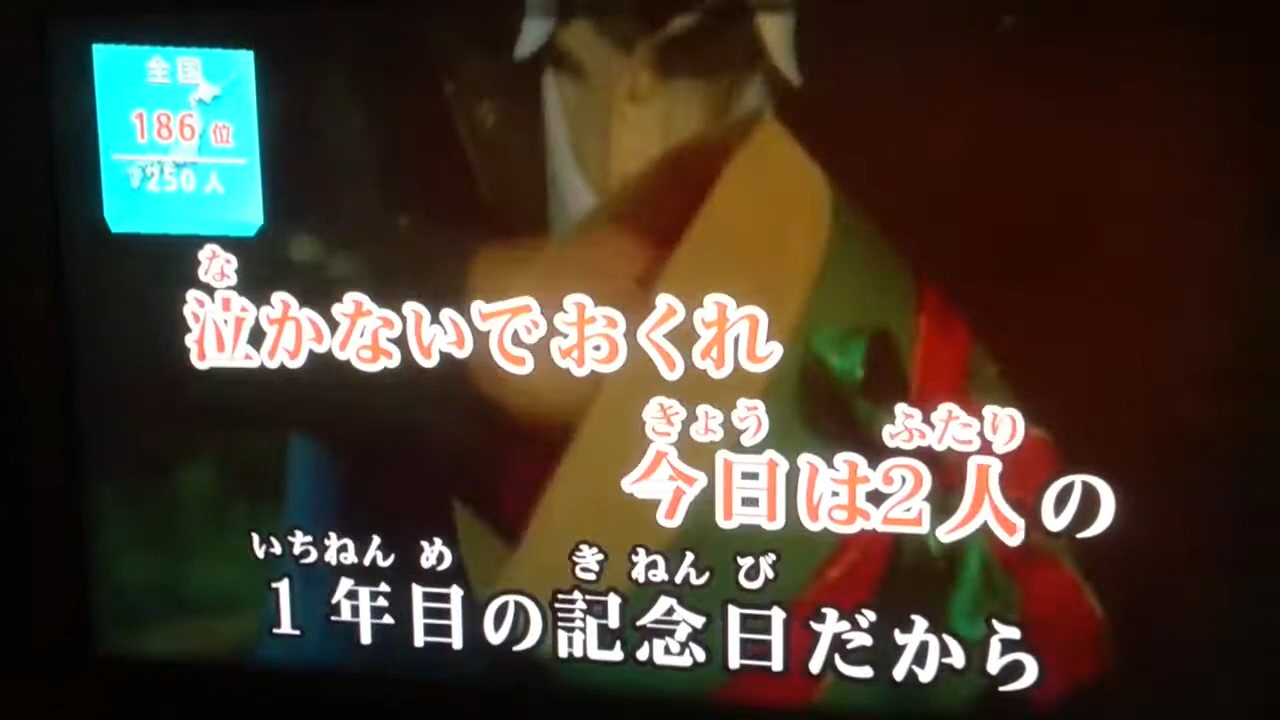 全国
186位
7250人
な
泣かないでおくれ
きょう ふたり
今日は2人の
いちねん め き ねん び
1年目の記念日だから